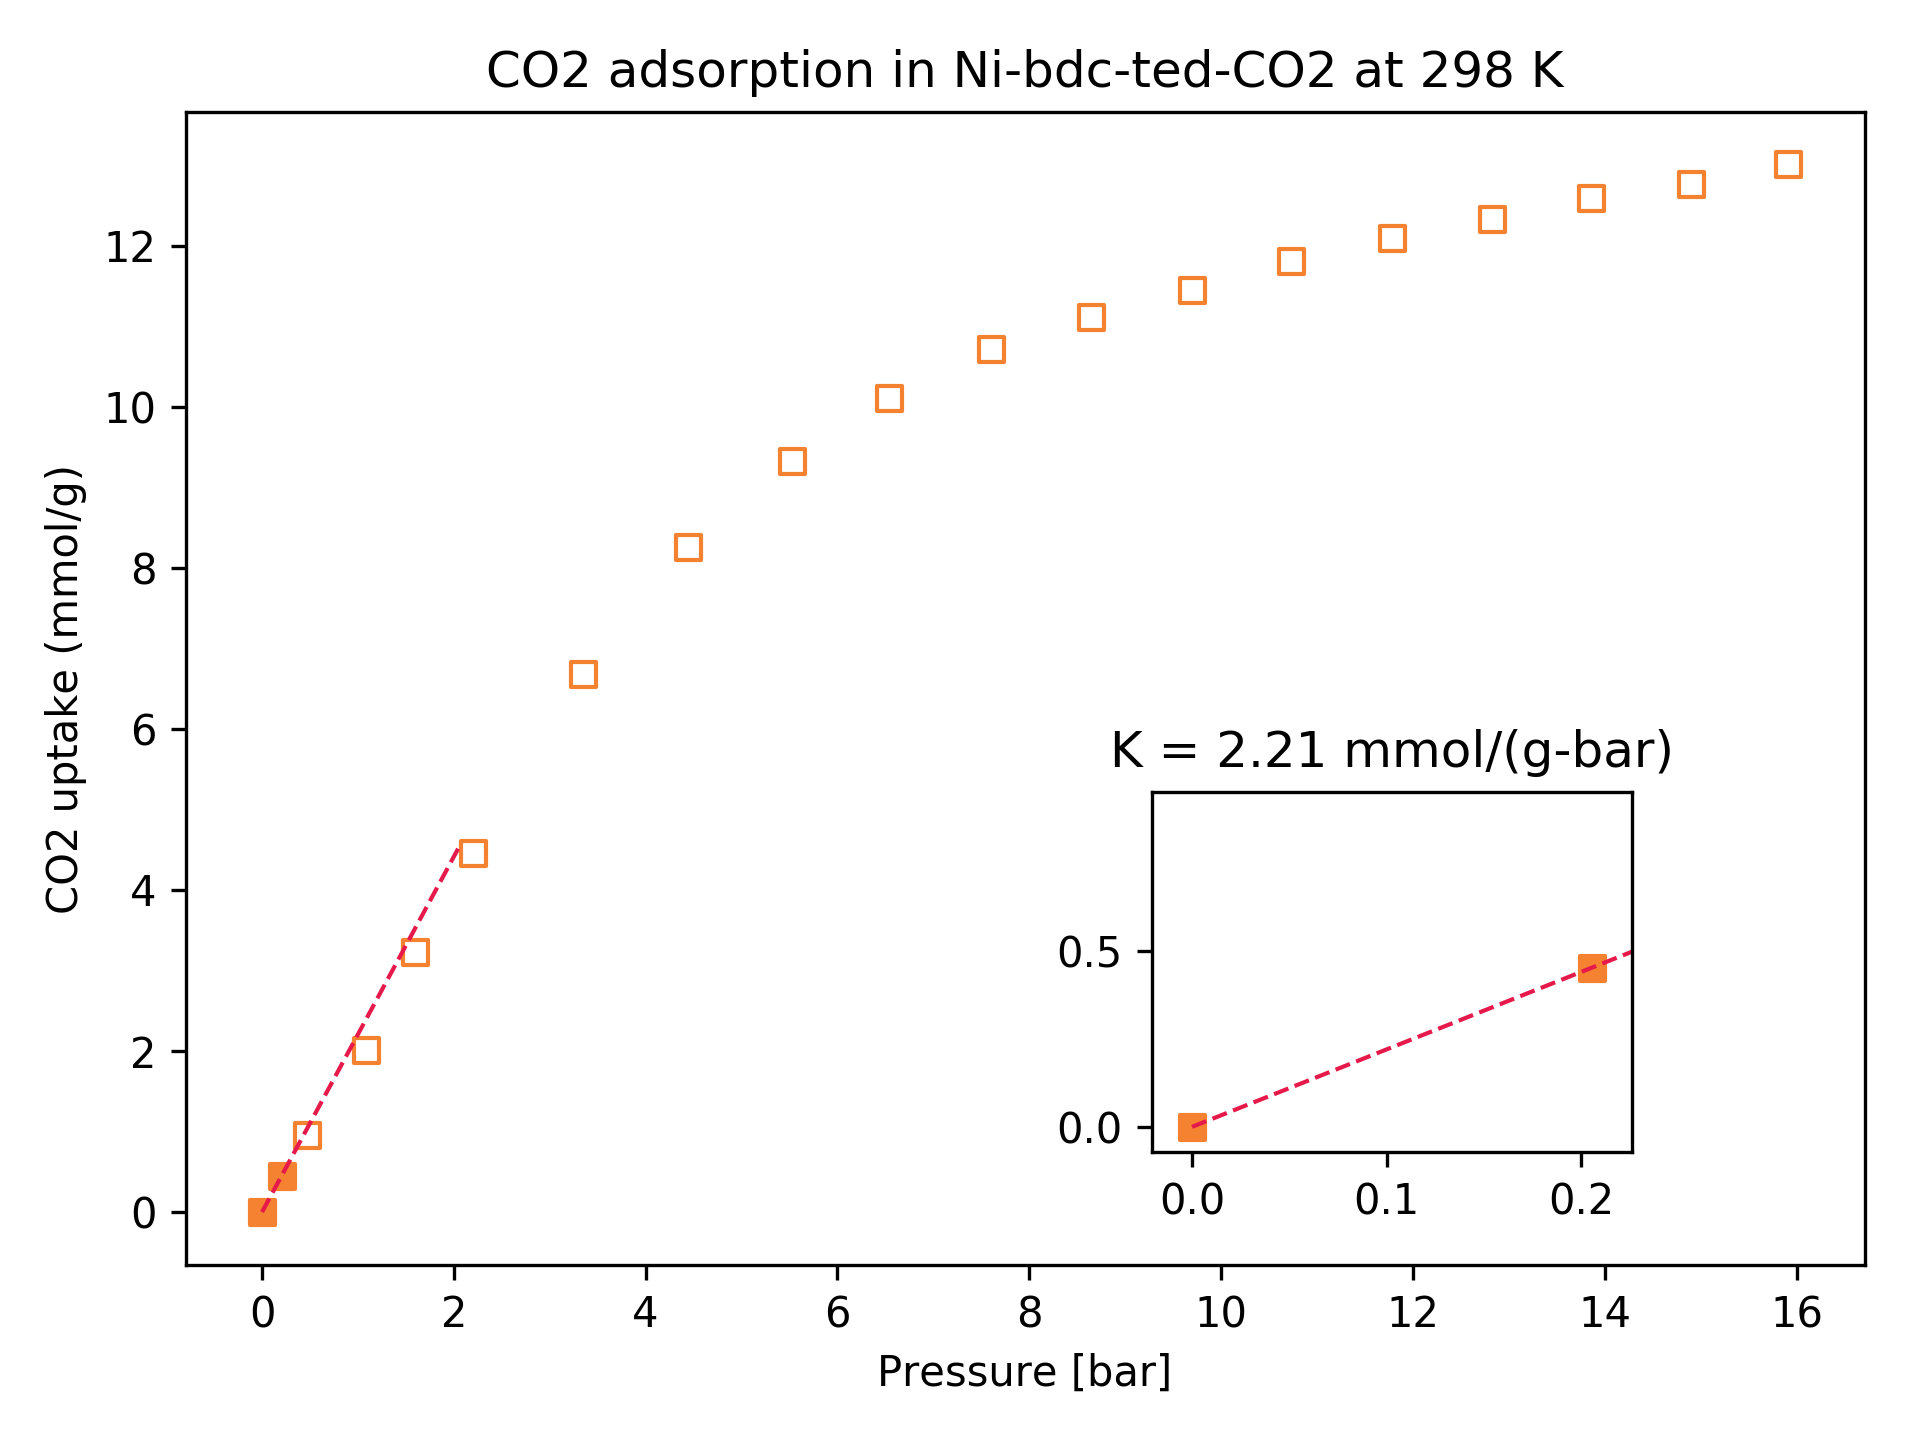 CO2 adsorption in Ni-bdc-ted-CO2 at 298 K
CO2 uptake (mmol/g)
12
10
8
6
4
2
0
K = 2.21 mmol/(g-bar)
0.5
0.0
0.0 0.1 0.2
0 2 4 6 8 10 12 14 16
Pressure [bar]